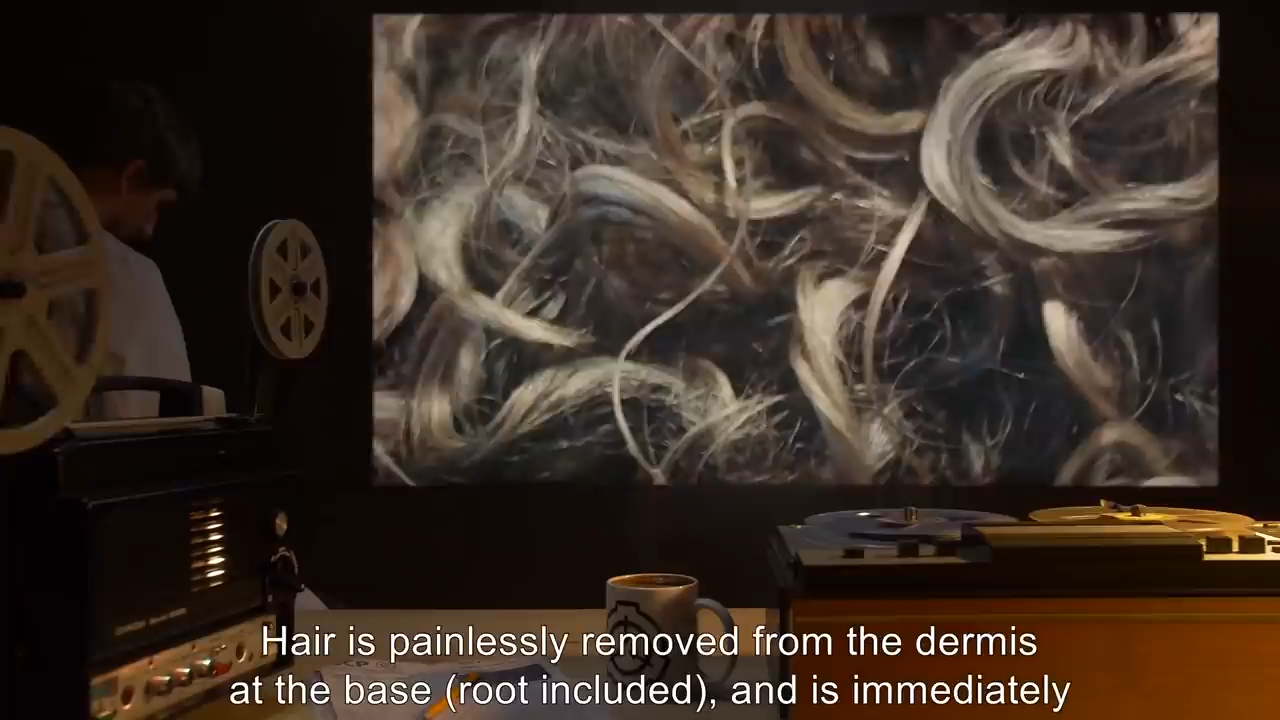 Hair is painlessly removed from the dermis
at the base (root included), and is immediately